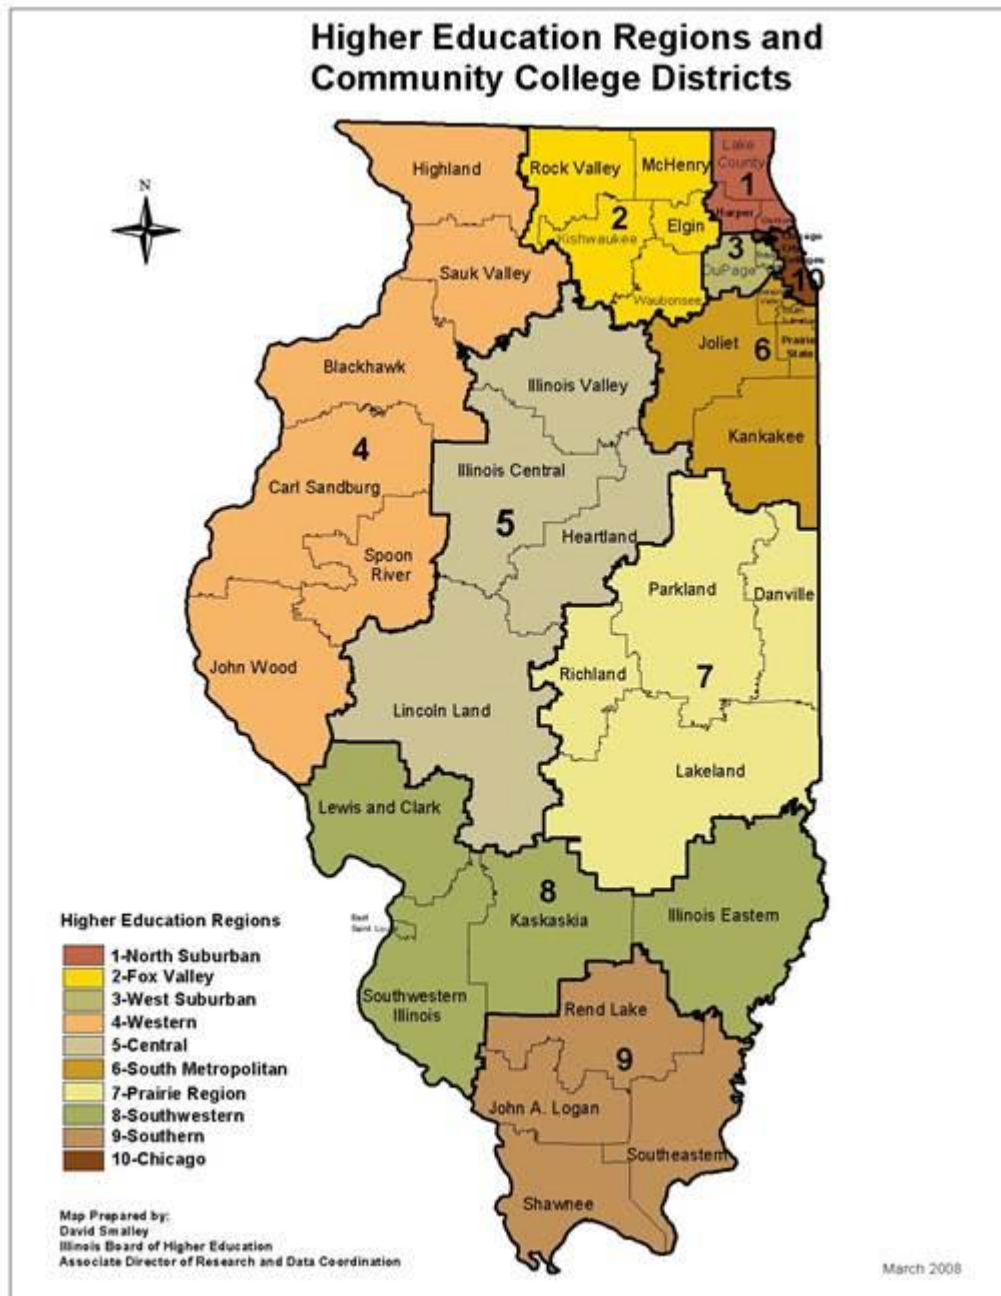 Higher Education Regions and
Community College Districts
N
Highland
Rock Valley
McHenry
Lake
County
1
Harper
2
Elgin
Kishwaukee
3
DuPage
10
Sauk Valley
Waubonsee
Joliet
6
Prairie
State
Blackhawk
Illinois Valley
Kankakee
4
Illinois Central
Carl Sandburg
5
Heartland
Spoon
River
Parkland
Danville
John Wood
Richland
7
Lincoln Land
Lakeland
Lewis and Clark
8
Kaskaskia
Illinois Eastern
East
Southwestern
Illinois
Rend Lake
9
John A. Logan
Southeastern
Shawnee
Higher Education Regions
1-North Suburban
2-Fox Valley
3-West Suburban
4-Western
5-Central
6-South Metropolitan
7-Prairie Region
8-Southwestern
9-Southern
10-Chicago
Map Prepared by:
David Smalley
Illinois Board of Higher Education
Associate Director of Research and Data Coordination
March 2008